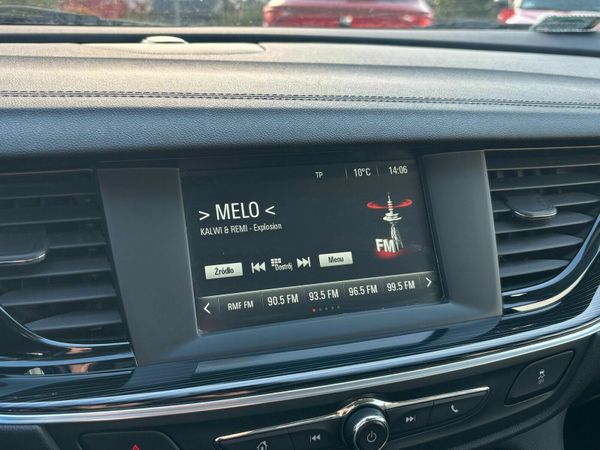 TP 10°C 14:06
> MELO <
KALWI & REMI - Explosion
FM
Źródło Dostrój Menu
RMF FM 90.5 FM 93.5 FM 96.5 FM 99.5 FM